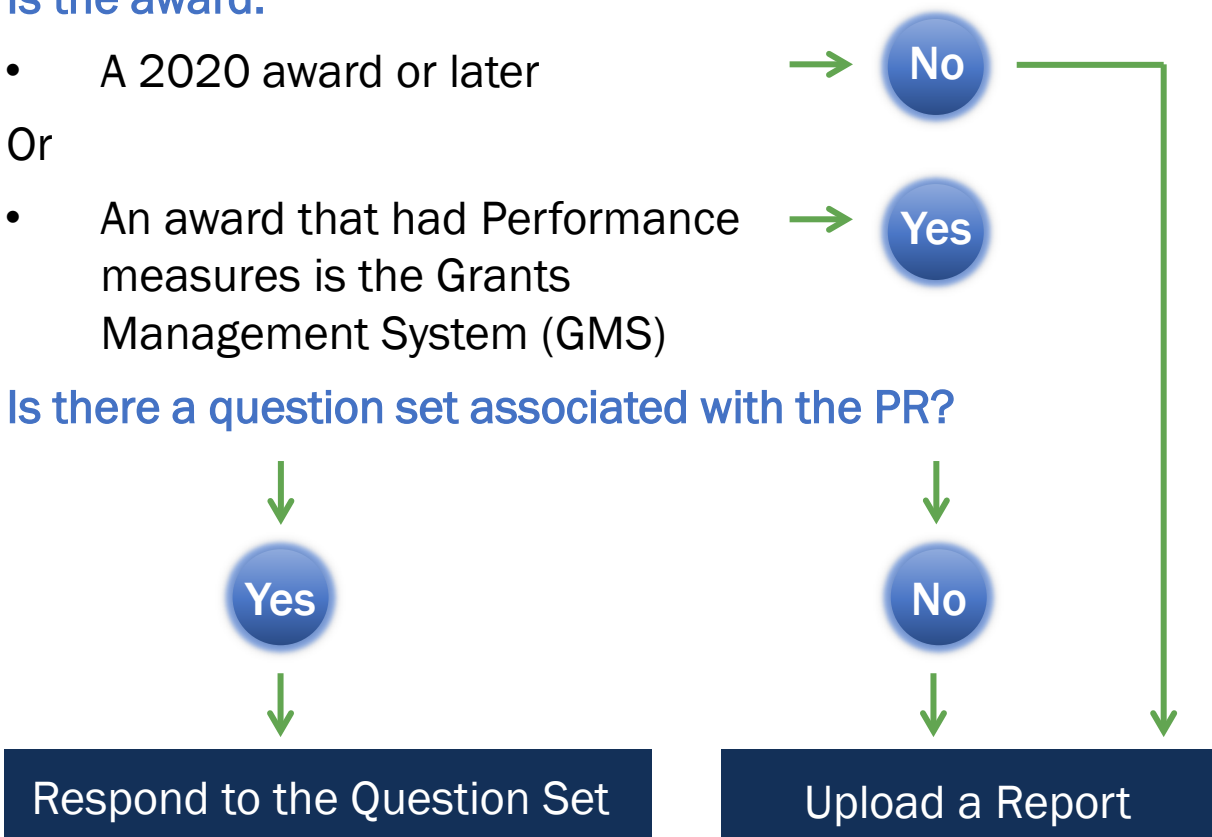 Is the award:
• A 2020 award or later
No
Or
• An award that had Performance
measures is the Grants
Management System (GMS)
Yes
Is there a question set associated with the PR?
Yes
No
Respond to the Question Set
Upload a Report